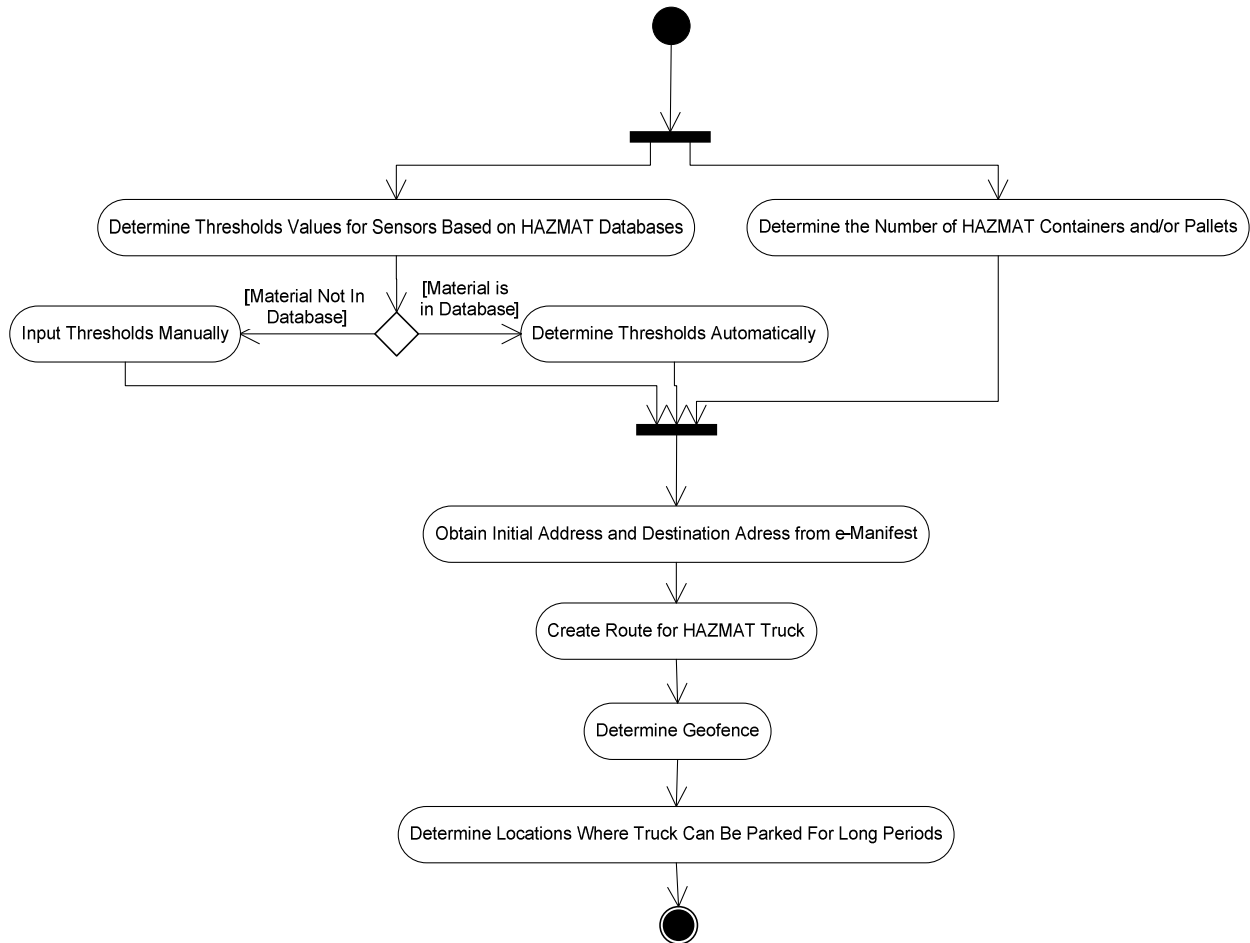 Determine Thresholds Values for Sensors Based on HAZMAT Databases
Determine the Number of HAZMAT Containers and/or Pallets
[Material Not In
Database]
[Material is
in Database]
Input Thresholds Manually
Determine Thresholds Automatically
Obtain Initial Address and Destination Adress from e-Manifest
Create Route for HAZMAT Truck
Determine Geofence
Determine Locations Where Truck Can Be Parked For Long Periods